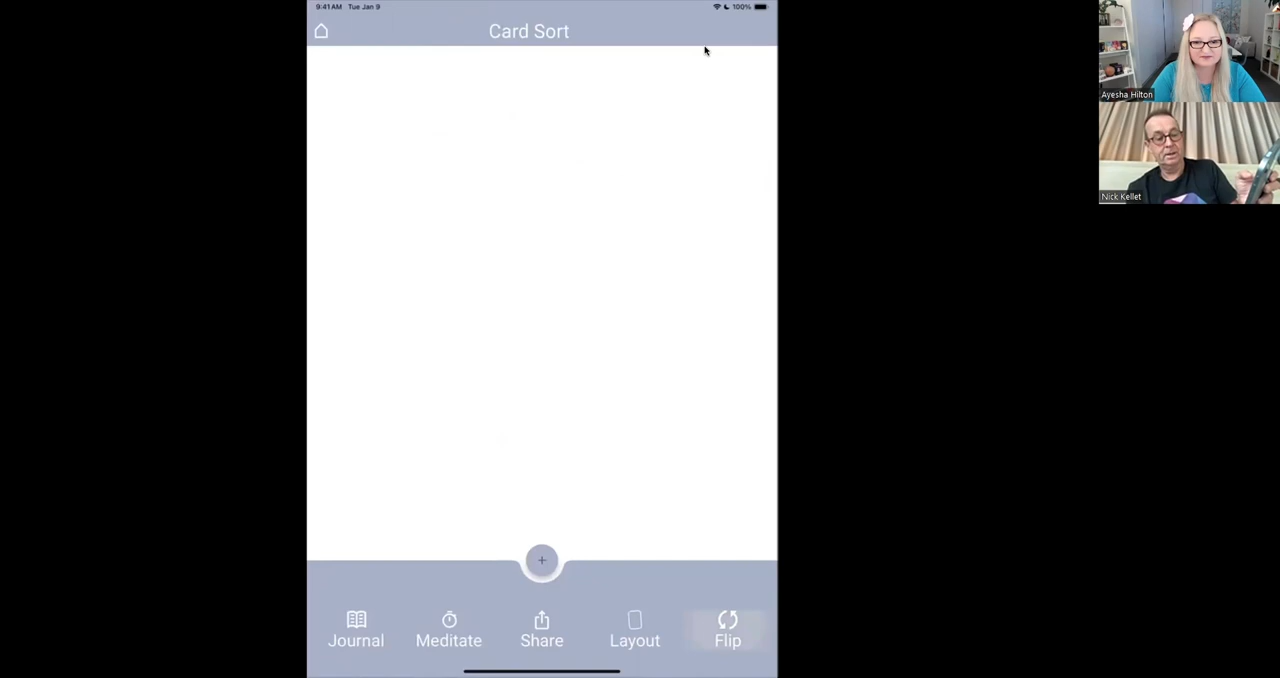 9:41 AM Tue Jan 9
100%
Card Sort
Ayesha Hilton
Nick Kellet
Journal
Meditate
Share
Layout
Flip